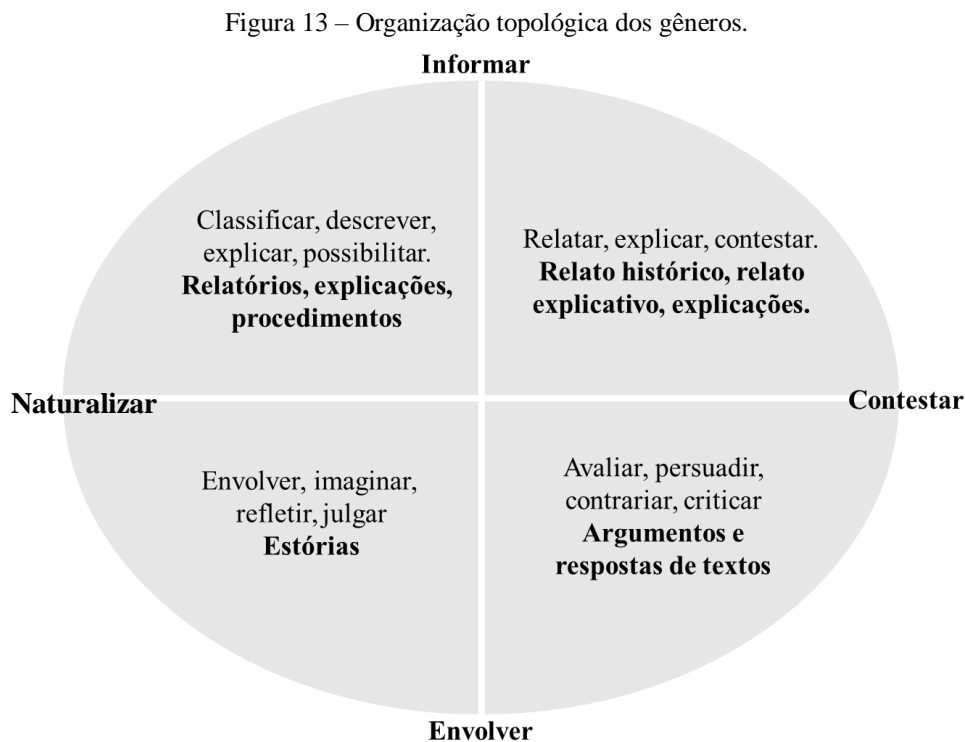 Figura 13 – Organização topológica dos gêneros.
Informar
Classificar, descrever,
explicar, possibilitar.
Relatórios, explicações,
procedimentos
Relatar, explicar, contestar.
Relato histórico, relato
explicativo, explicações.
Naturalizar
Contestar
Envolver, imaginar,
refletir, julgar
Estórias
Avaliar, persuadir,
contrariar, criticar
Argumentos e
respostas de textos
Envolver